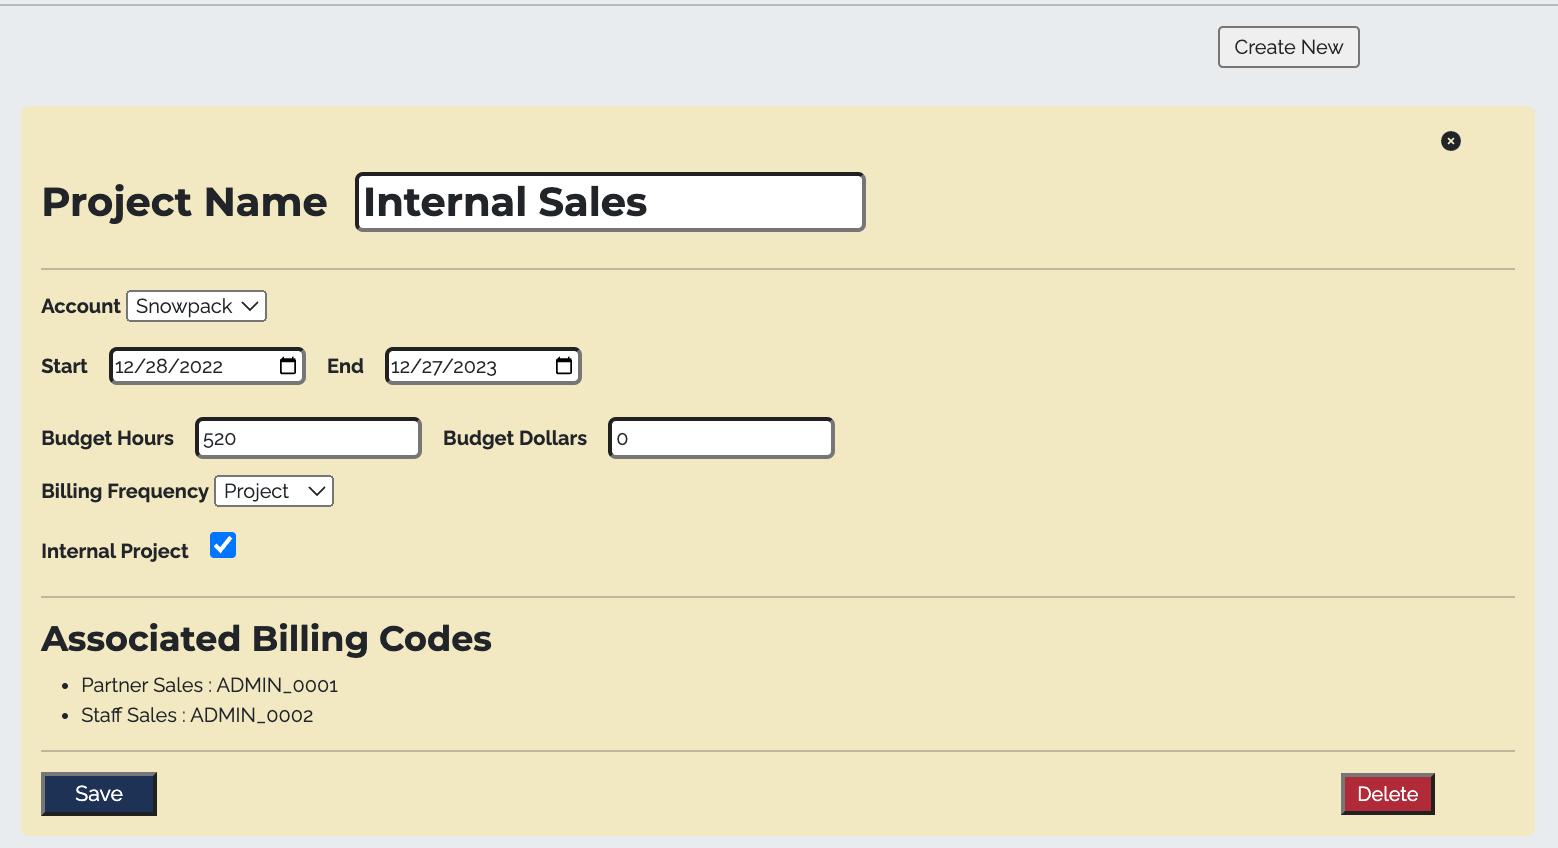 Create New
Project Name Internal Sales
Account Snowpack
Start 12/28/2022 End 12/27/2023
Budget Hours 520 Budget Dollars 0
Billing Frequency Project
Internal Project
Associated Billing Codes
• Partner Sales : ADMIN_0001
• Staff Sales : ADMIN_0002
Save Delete